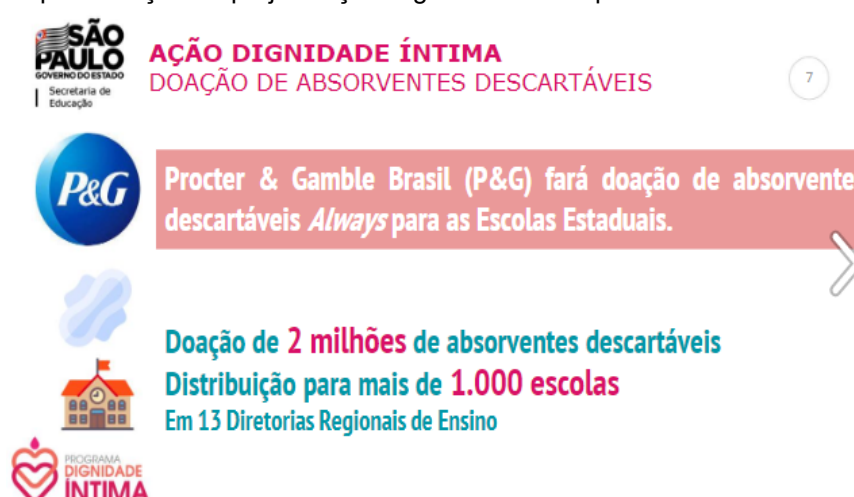 SÃO
PAULO
GOVERNO DO ESTADO
Secretaria de
Educação
AÇÃO DIGNIDADE ÍNTIMA
DOAÇÃO DE ABSORVENTES DESCARTÁVEIS
7
P&G
Procter & Gamble Brasil (P&G) fará doação de absorvente
descartáveis Always para as Escolas Estaduais.
Doação de 2 milhões de absorventes descartáveis
Distribuição para mais de 1.000 escolas
Em 13 Diretorias Regionais de Ensino
PROGRAMA
DIGNIDADE
ÍNTIMA